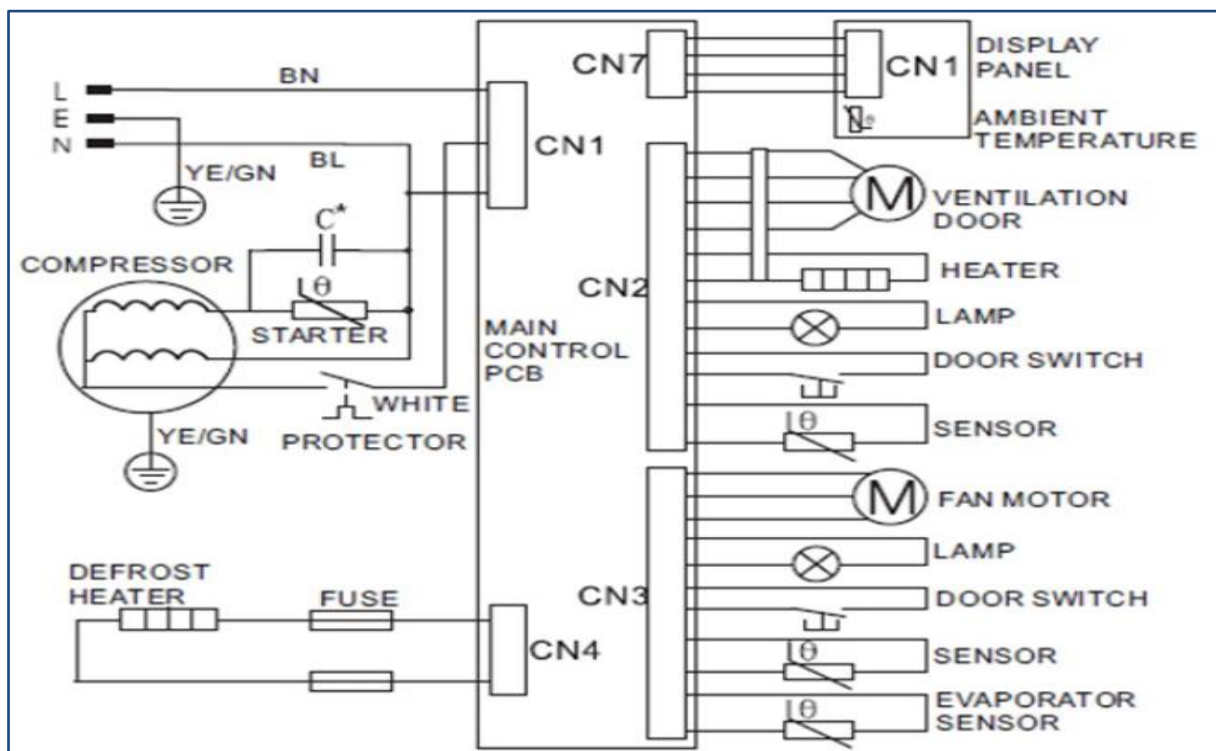 L
E
N
BN
BL
YE/GN
C*
COMPRESSOR
θ
STARTER
WHITE
PROTECTOR
YE/GN
DEFROST
HEATER
FUSE
MAIN
CONTROL
PCB
CN7
CN1
CN2
CN3
CN4
CN1
DISPLAY
PANEL
θ
AMBIENT
TEMPERATURE
M
VENTILATION
DOOR
HEATER
LAMP
DOOR SWITCH
θ
SENSOR
M
FAN MOTOR
LAMP
DOOR SWITCH
θ
SENSOR
θ
EVAPORATOR
SENSOR